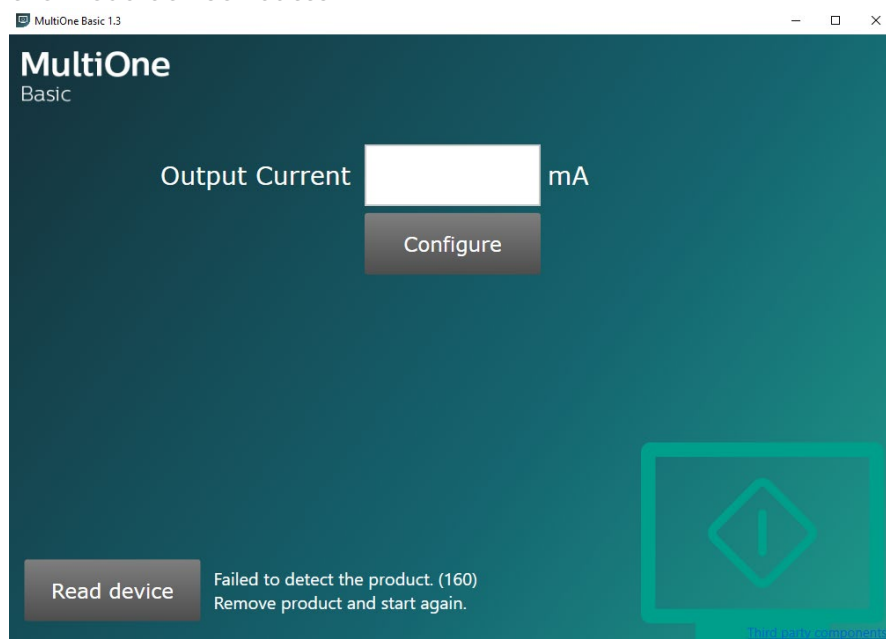 MultiOne Basic 1.3
MultiOne
Basic
Output Current
mA
Configure
Read device
Failed to detect the product. (160)
Remove product and start again.
Third party components